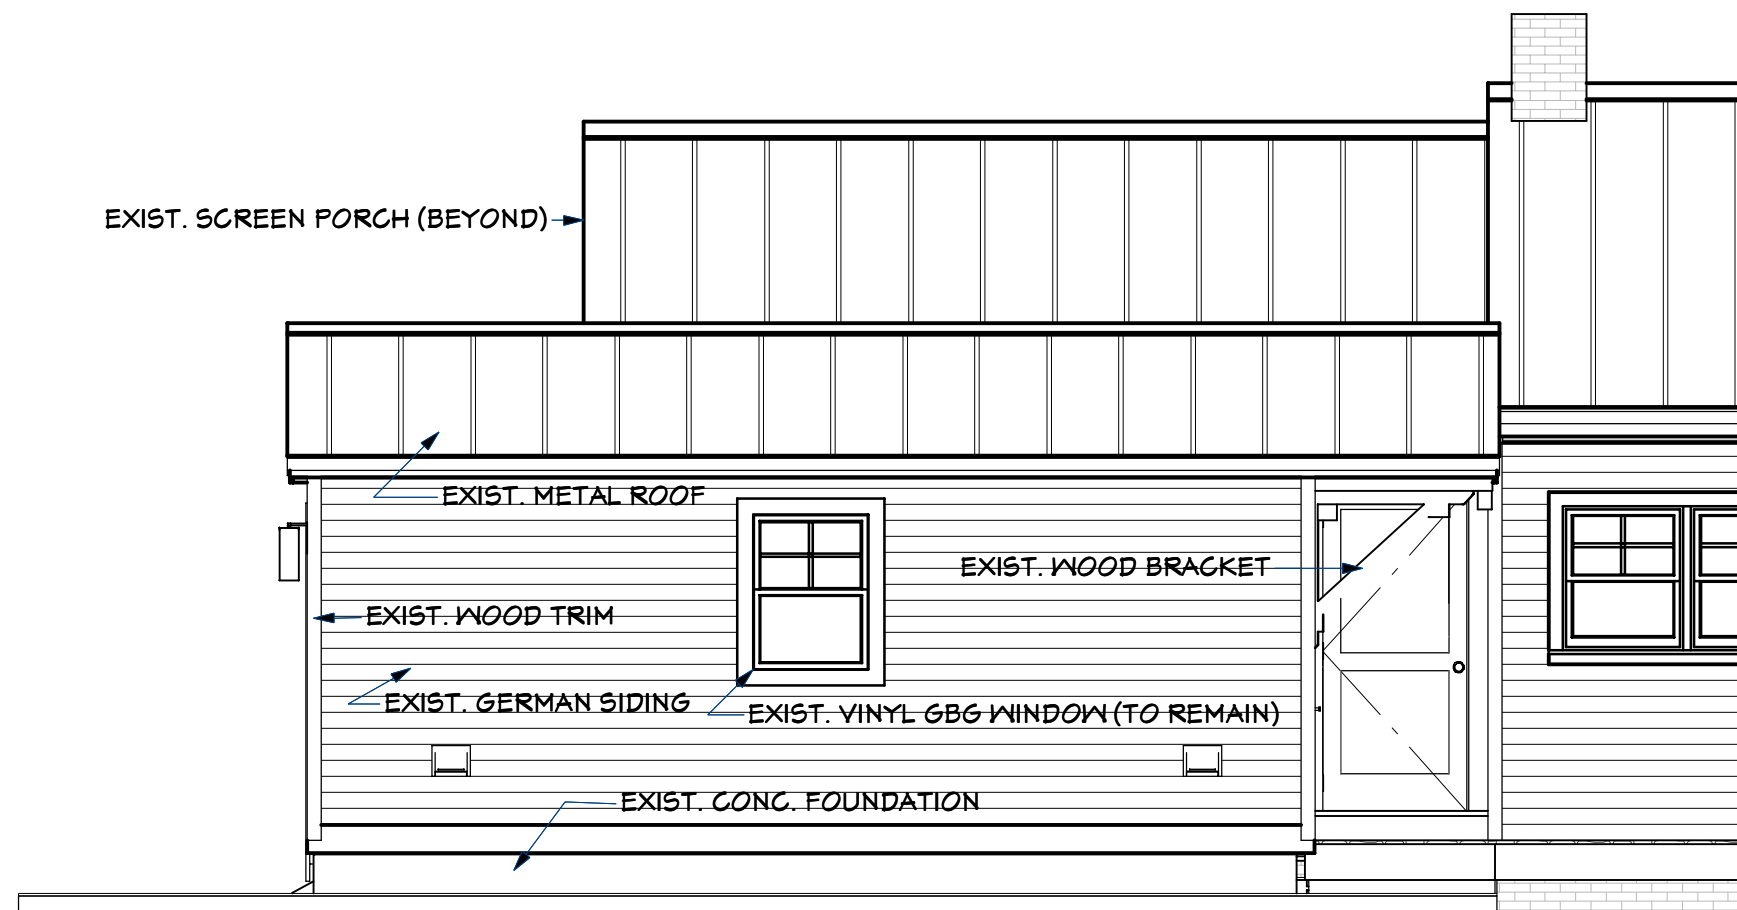 EXIST. SCREEN PORCH (BEYOND)
EXIST. METAL ROOF
EXIST. WOOD BRACKET
EXIST. WOOD TRIM
EXIST. GERMAN SIDING
EXIST. VINYL GBG WINDOW (TO REMAIN)
EXIST. CONC. FOUNDATION